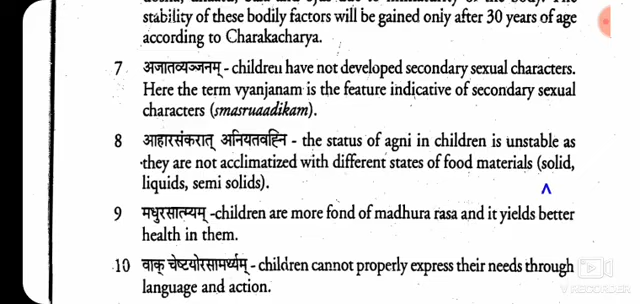 stability of these bodily factors will be gained only after 30 years of age
according to Charakacharya.
7 अजातव्यञ्जनम् - children have not developed secondary sexual characters.
Here the term vyanjanam is the feature indicative of secondary sexual
characters (smasruaadikam).
8 आहारसंकरात् अनियतवह्नि - the status of agni in children is unstable as
they are not acclimatized with different states of food materials (solid,
liquids, semi solids).
9 मधुरसात्म्यम् -children are more fond of madhura rasa and it yields better
health in them.
10 वाक् चेष्टयोरसामर्थ्यम् - children cannot properly express their needs through
language and action.
V RECORDER